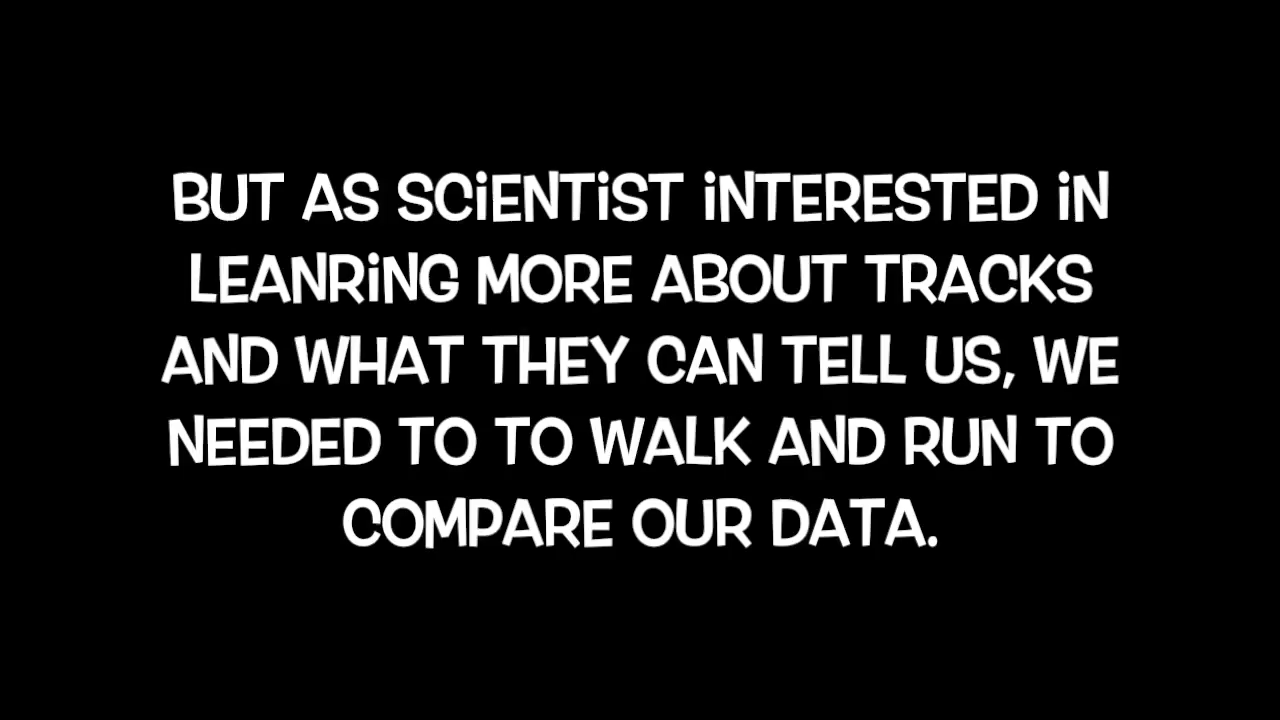 BUT AS SCiENTiST iNTERESTED iN
LEANRiNG MORE ABOUT TRACKS
AND WHAT THEY CAN TELL US, WE
NEEDED TO TO WALK AND RUN TO
COMPARE OUR DATA.